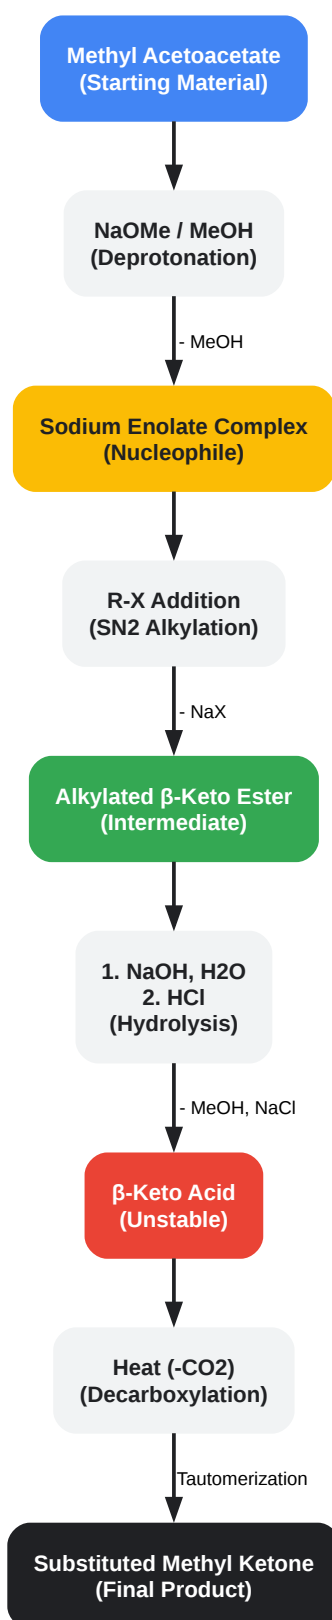 Methyl Acetoacetate
(Starting Material)
NaOMe / MeOH
(Deprotonation)
- MeOH
Sodium Enolate Complex
(Nucleophile)
R-X Addition
(SN2 Alkylation)
- NaX
Alkylated β-Keto Ester
(Intermediate)
1. NaOH, H2O
2. HCl
(Hydrolysis)
- MeOH, NaCl
β-Keto Acid
(Unstable)
Heat (-CO2)
(Decarboxylation)
Tautomerization
Substituted Methyl Ketone
(Final Product)